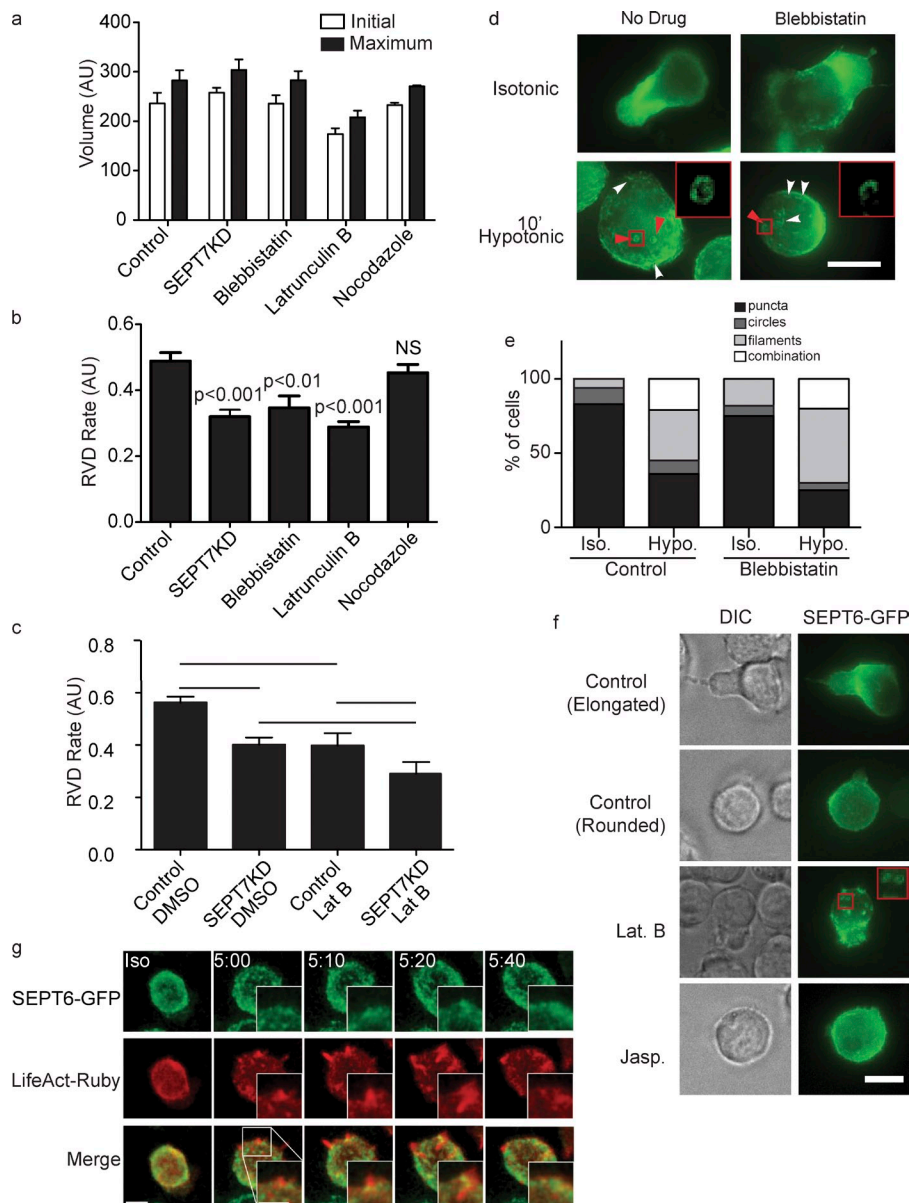 a
Initial
Maximum
Volume (AU)
400
300
200
100
0
Control
SEPT7KD
Blebbistatin
Latrunculin B
Nocodazole
b
RVD Rate (AU)
0.6
0.4
0.2
0.0
p<0.001
p<0.01
p<0.001
NS
Control
SEPT7KD
Blebbistatin
Latrunculin B
Nocodazole
c
RVD Rate (AU)
0.8
0.6
0.4
0.2
0.0
Control
DMSO
SEPT7KD
DMSO
Control
Lat B
SEPT7KD
Lat B
d
No Drug
Blebbistatin
Isotonic
10'
Hypotonic
e
puncta
circles
filaments
combination
% of cells
100
50
0
Iso.
Hypo.
Iso.
Hypo.
Control
Blebbistatin
f
DIC
SEPT6-GFP
Control
(Elongated)
Control
(Rounded)
Lat. B
Jasp.
g
Iso
5:00
5:10
5:20
5:40
SEPT6-GFP
LifeAct-Ruby
Merge